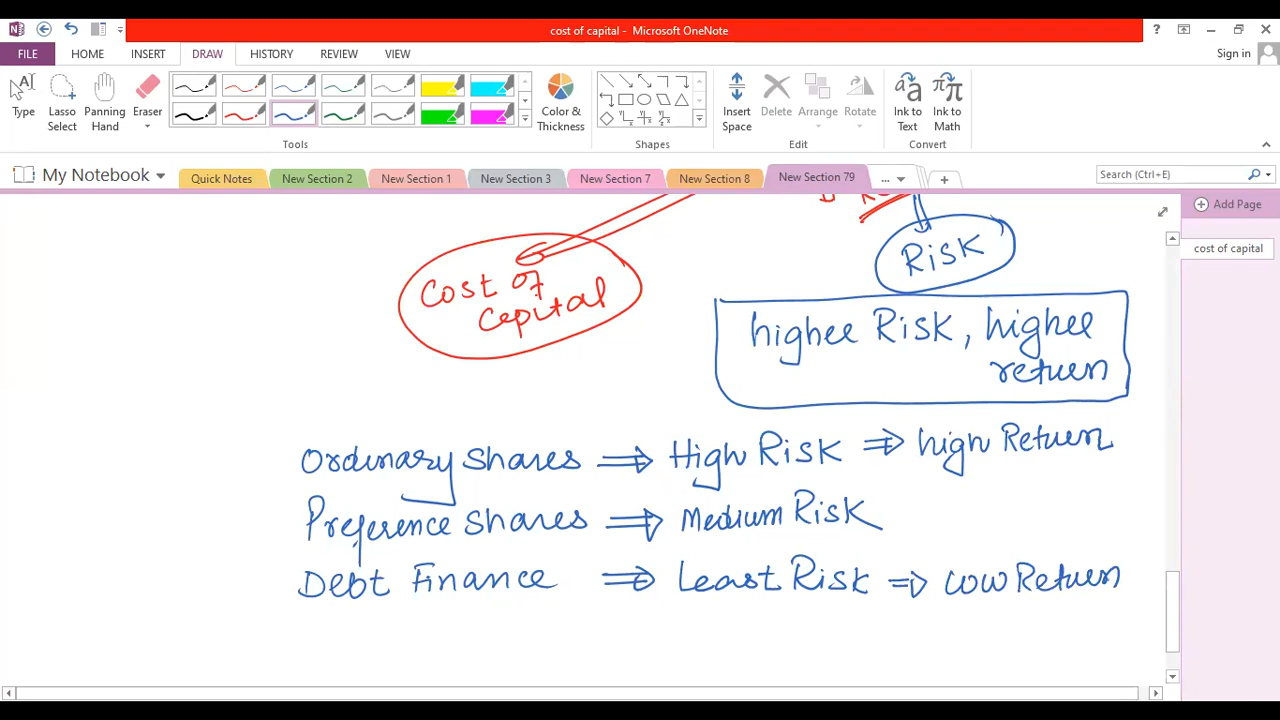 cost of capital - Microsoft OneNote
?
Sign in
FILE HOME INSERT DRAW HISTORY REVIEW VIEW
Type
Lasso Select
Panning Hand
Eraser
Color & Thickness
Insert Space
Delete
Arrange
Rotate
Ink to Text
Ink to Math
Tools
Shapes
Edit
Convert
My Notebook
Quick Notes
New Section 2
New Section 1
New Section 3
New Section 7
New Section 8
New Section 79
...
Search (Ctrl+E)
Add Page
cost of capital
Cost of
Capital
Risk
higher Risk, higher
return
Ordinary Shares ⇒ High Risk ⇒ high Return
Preference Shares ⇒ Medium Risk
Debt Finance ⇒ Least Risk ⇒ Low Return